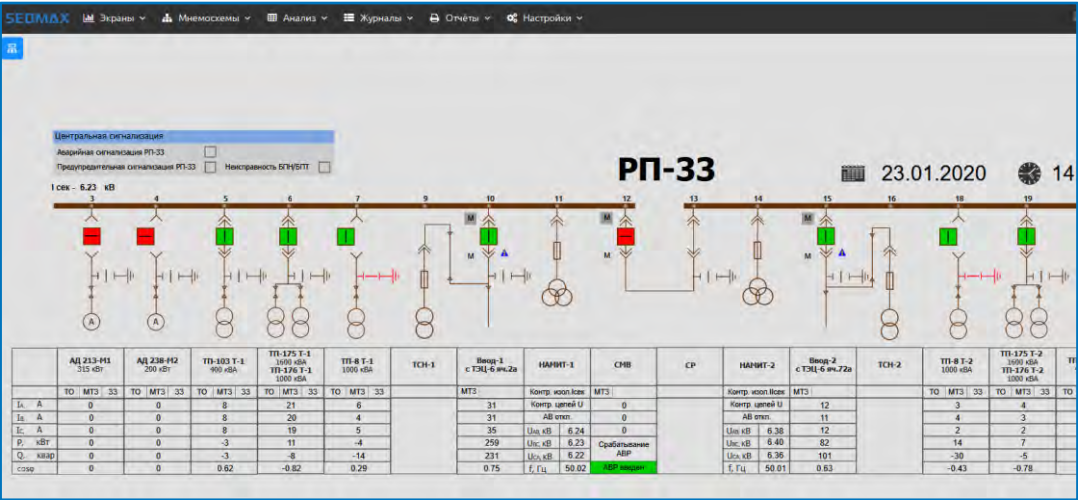 SEDMAX Экраны Мнемосхемы Анализ Журналы Отчёты Настройки
Центральная сигнализация
Аварийная сигнализация РП-33
Предупредительная сигнализация РП-33 Неисправность БПН/БПТ
РП-33 23.01.2020 14
I сек - 6.23 кВ
3 4 5 6 7 9 10 11 12 13 14 15 16 18 19
М М М
М М М
А А
АД 213-М1 АД 238-М2 ТП-103 Т-1 ТП-175 Т-1 ТП-8 Т-1 ТСН-1 Ввод-1 НАМИТ-1 СМВ СР НАМИТ-2 Ввод-2 ТСН-2 ТП-8 Т-2 ТП-175 Т-2
315 кВт 200 кВт 400 кВА 1600 кВА 1000 кВА с ТЭЦ-6 яч.2а с ТЭЦ-6 яч.72а 1000 кВА 1600 кВА
ТП-176 Т-1 ТП-176 Т-2
1000 кВА 1000 кВА
ТО МТЗ ЗЗ ТО МТЗ ЗЗ ТО МТЗ ЗЗ ТО МТЗ ЗЗ ТО МТЗ ЗЗ МТЗ Контр. изол.Iсек МТЗ Контр. изол.IIсек МТЗ ТО МТЗ ЗЗ ТО МТЗ ЗЗ
IA, А 0 0 8 21 6 31 Контр. цепей U 0 Контр. цепей U 12 3 4
IB, А 0 0 8 20 4 31 АВ откл. 0 АВ откл. 11 4 3
IC, А 0 0 8 19 5 35 UAB, кВ 6.24 0 UAB, кВ 6.38 12 2 2
P, кВт 0 0 -3 11 -4 259 UBC, кВ 6.23 Срабатывание АВР UBC, кВ 6.40 82 14 7
Q, квар 0 0 -3 -8 -14 231 UCA, кВ 6.22 UCA, кВ 6.36 101 -30 -5
cosφ 0 0 0.62 -0.82 0.29 0.75 f, Гц 50.02 АВР введен f, Гц 50.01 0.63 -0.43 -0.78